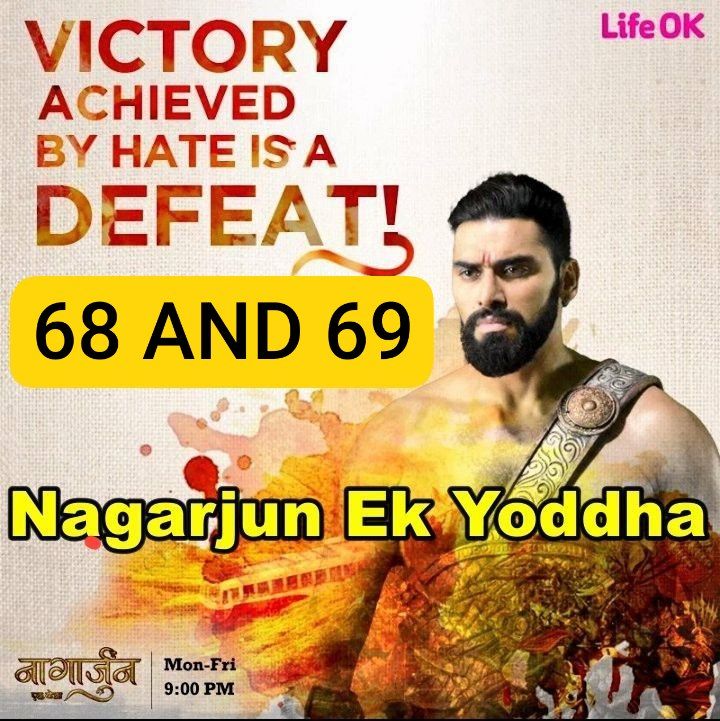 Life OK
VICTORY
ACHIEVED
BY HATE IS A
DEFEAT!
68 AND 69
Nagarjun Ek Yoddha
नागार्जुन
एक योद्धा
Mon-Fri
9:00 PM